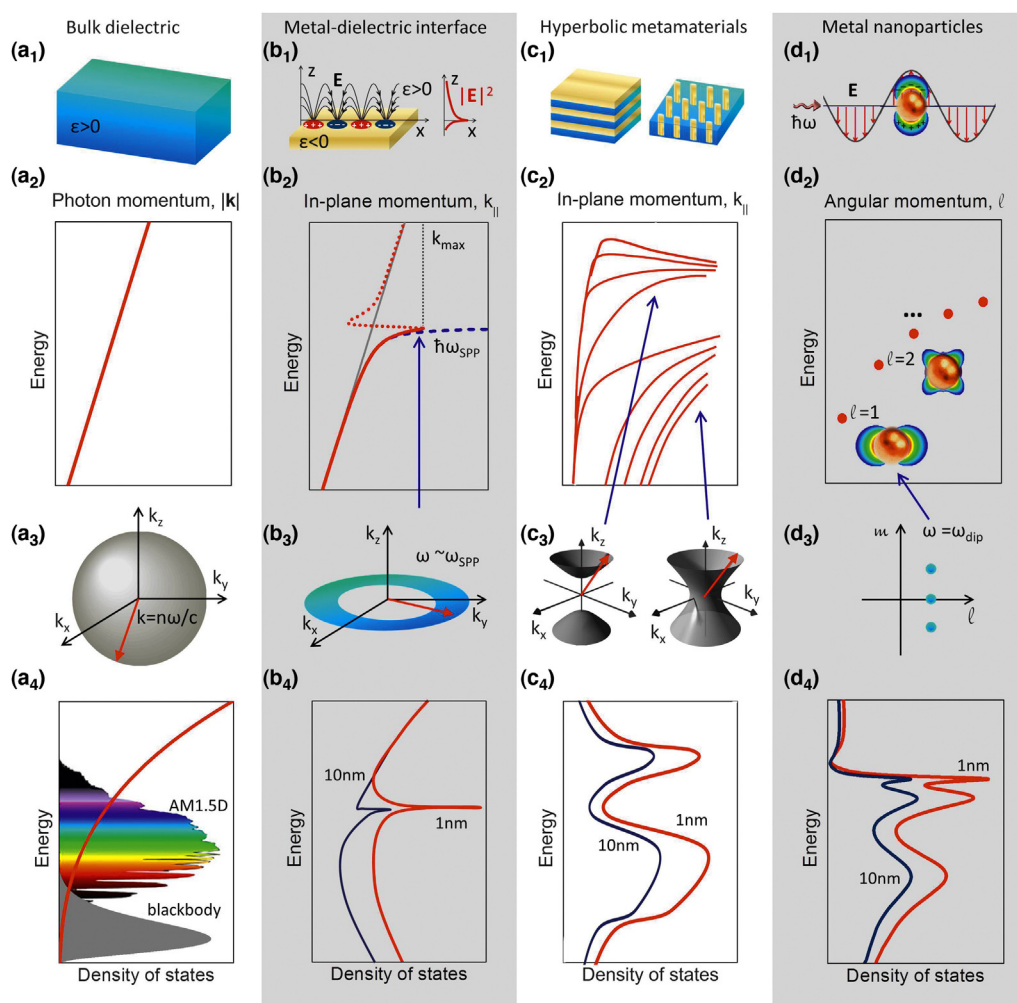 Bulk dielectric
Metal-dielectric interface
Hyperbolic metamaterials
Metal nanoparticles
(a₁)
ε>0
(b₁)
z
E
ε>0
x
ε<0
z
|E|²
x
(c₁)
(d₁)
E
ħω
(a₂)
Photon momentum, |k|
Energy
(b₂)
In-plane momentum, k||
kmax
ħωSPP
Energy
(c₂)
In-plane momentum, k||
Energy
(d₂)
Angular momentum, ℓ
...
ℓ=2
ℓ=1
Energy
(a₃)
kz
ky
kx
k=nω/c
(b₃)
kz
ω ~ωSPP
ky
kx
(c₃)
kz
ky
kx
kz
ky
kx
(d₃)
m
ω =ωdip
ℓ
(a₄)
AM1.5D
blackbody
Energy
Density of states
(b₄)
10nm
1nm
Energy
Density of states
(c₄)
1nm
10nm
Energy
Density of states
(d₄)
1nm
10nm
Energy
Density of states